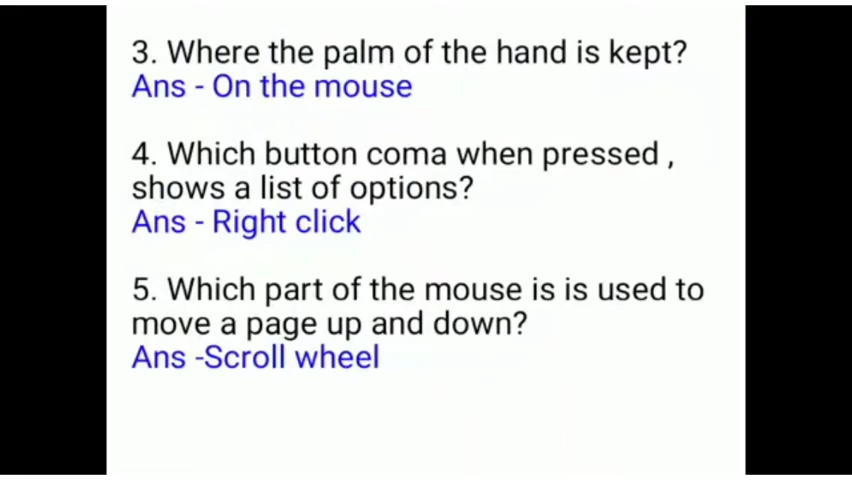 3. Where the palm of the hand is kept?
Ans - On the mouse
4. Which button coma when pressed ,
shows a list of options?
Ans - Right click
5. Which part of the mouse is is used to
move a page up and down?
Ans -Scroll wheel